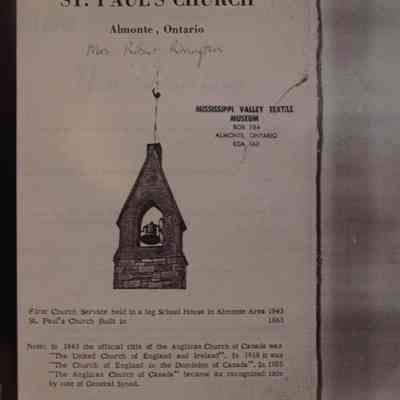 ST. PAUL'S CHURCH
Almonte, Ontario
Mrs Robert
MISSISSIPPI VALLEY TEXTILE
MUSEUM
BOX 784
ALMONTE, ONTARIO
K0A 1A0
First Church Service held in a log School House in Almonte Area 1843
St. Paul's Church Built in 1863
Note: in 1843 the official title of the Anglican Church of Canada was
"The United Church of England and Ireland". In 1918 it was
"The Church of England in the Dominion of Canada". In 1955
"The Anglican Church of Canada" became its recognized title
by vote of General Synod.